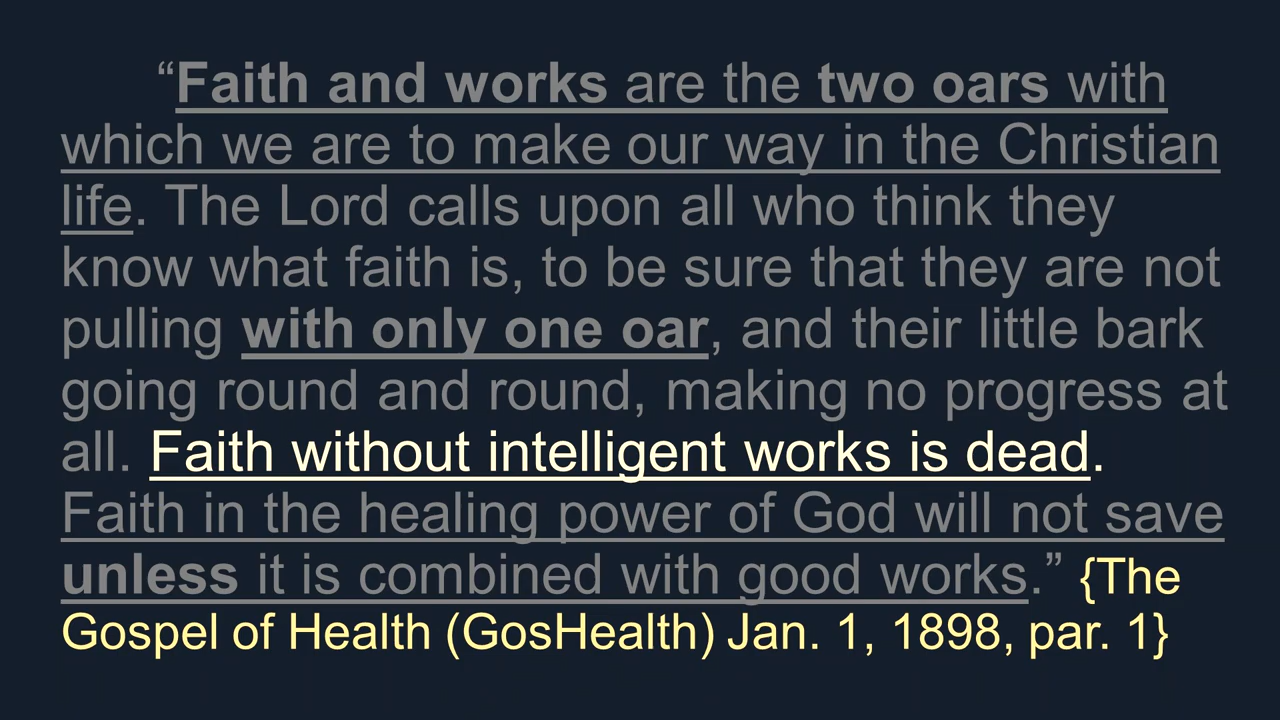 “Faith and works are the two oars with
which we are to make our way in the Christian
life. The Lord calls upon all who think they
know what faith is, to be sure that they are not
pulling with only one oar, and their little bark
going round and round, making no progress at
all. Faith without intelligent works is dead.
Faith in the healing power of God will not save
unless it is combined with good works.” {The
Gospel of Health (GosHealth) Jan. 1, 1898, par. 1}